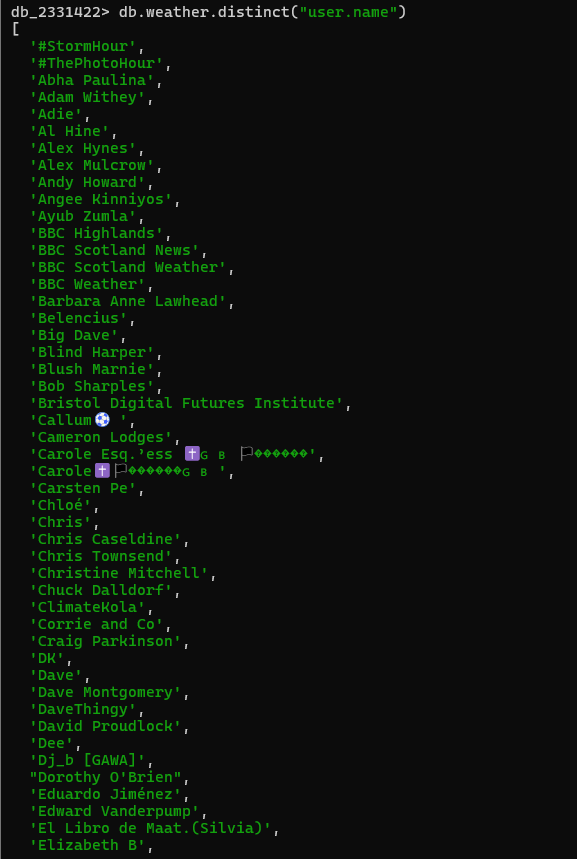 db_2331422> db.weather.distinct("user.name")
[
'#StormHour',
'#ThePhotoHour',
'Abha Paulina',
'Adam Withey',
'Adie',
'Al Hine',
'Alex Hynes',
'Alex Mulcrow',
'Andy Howard',
'Angee Kinniyos',
'Ayub Zumla',
'BBC Highlands',
'BBC Scotland News',
'BBC Scotland Weather',
'BBC Weather',
'Barbara Anne Lawhead',
'Belencius',
'Big Dave',
'Blind Harper',
'Blush Marnie',
'Bob Sharples',
'Bristol Digital Futures Institute',
'Callum⚽ ',
'Cameron Lodges',
'Carole Esq.’ess ✝️ɢ ʙ 🏳������',
'Carole✝️🏳������ɢ ʙ ',
'Carsten Pe',
'Chloé',
'Chris',
'Chris Caseldine',
'Chris Townsend',
'Christine Mitchell',
'Chuck Dalldorf',
'ClimateKola',
'Corrie and Co',
'Craig Parkinson',
'DK',
'Dave',
'Dave Montgomery',
'DaveThingy',
'David Proudlock',
'Dee',
'Dj_b [GAWA]',
"Dorothy O'Brien",
'Eduardo Jiménez',
'Edward Vanderpump',
'El Libro de Maat.(Silvia)',
'Elizabeth B',